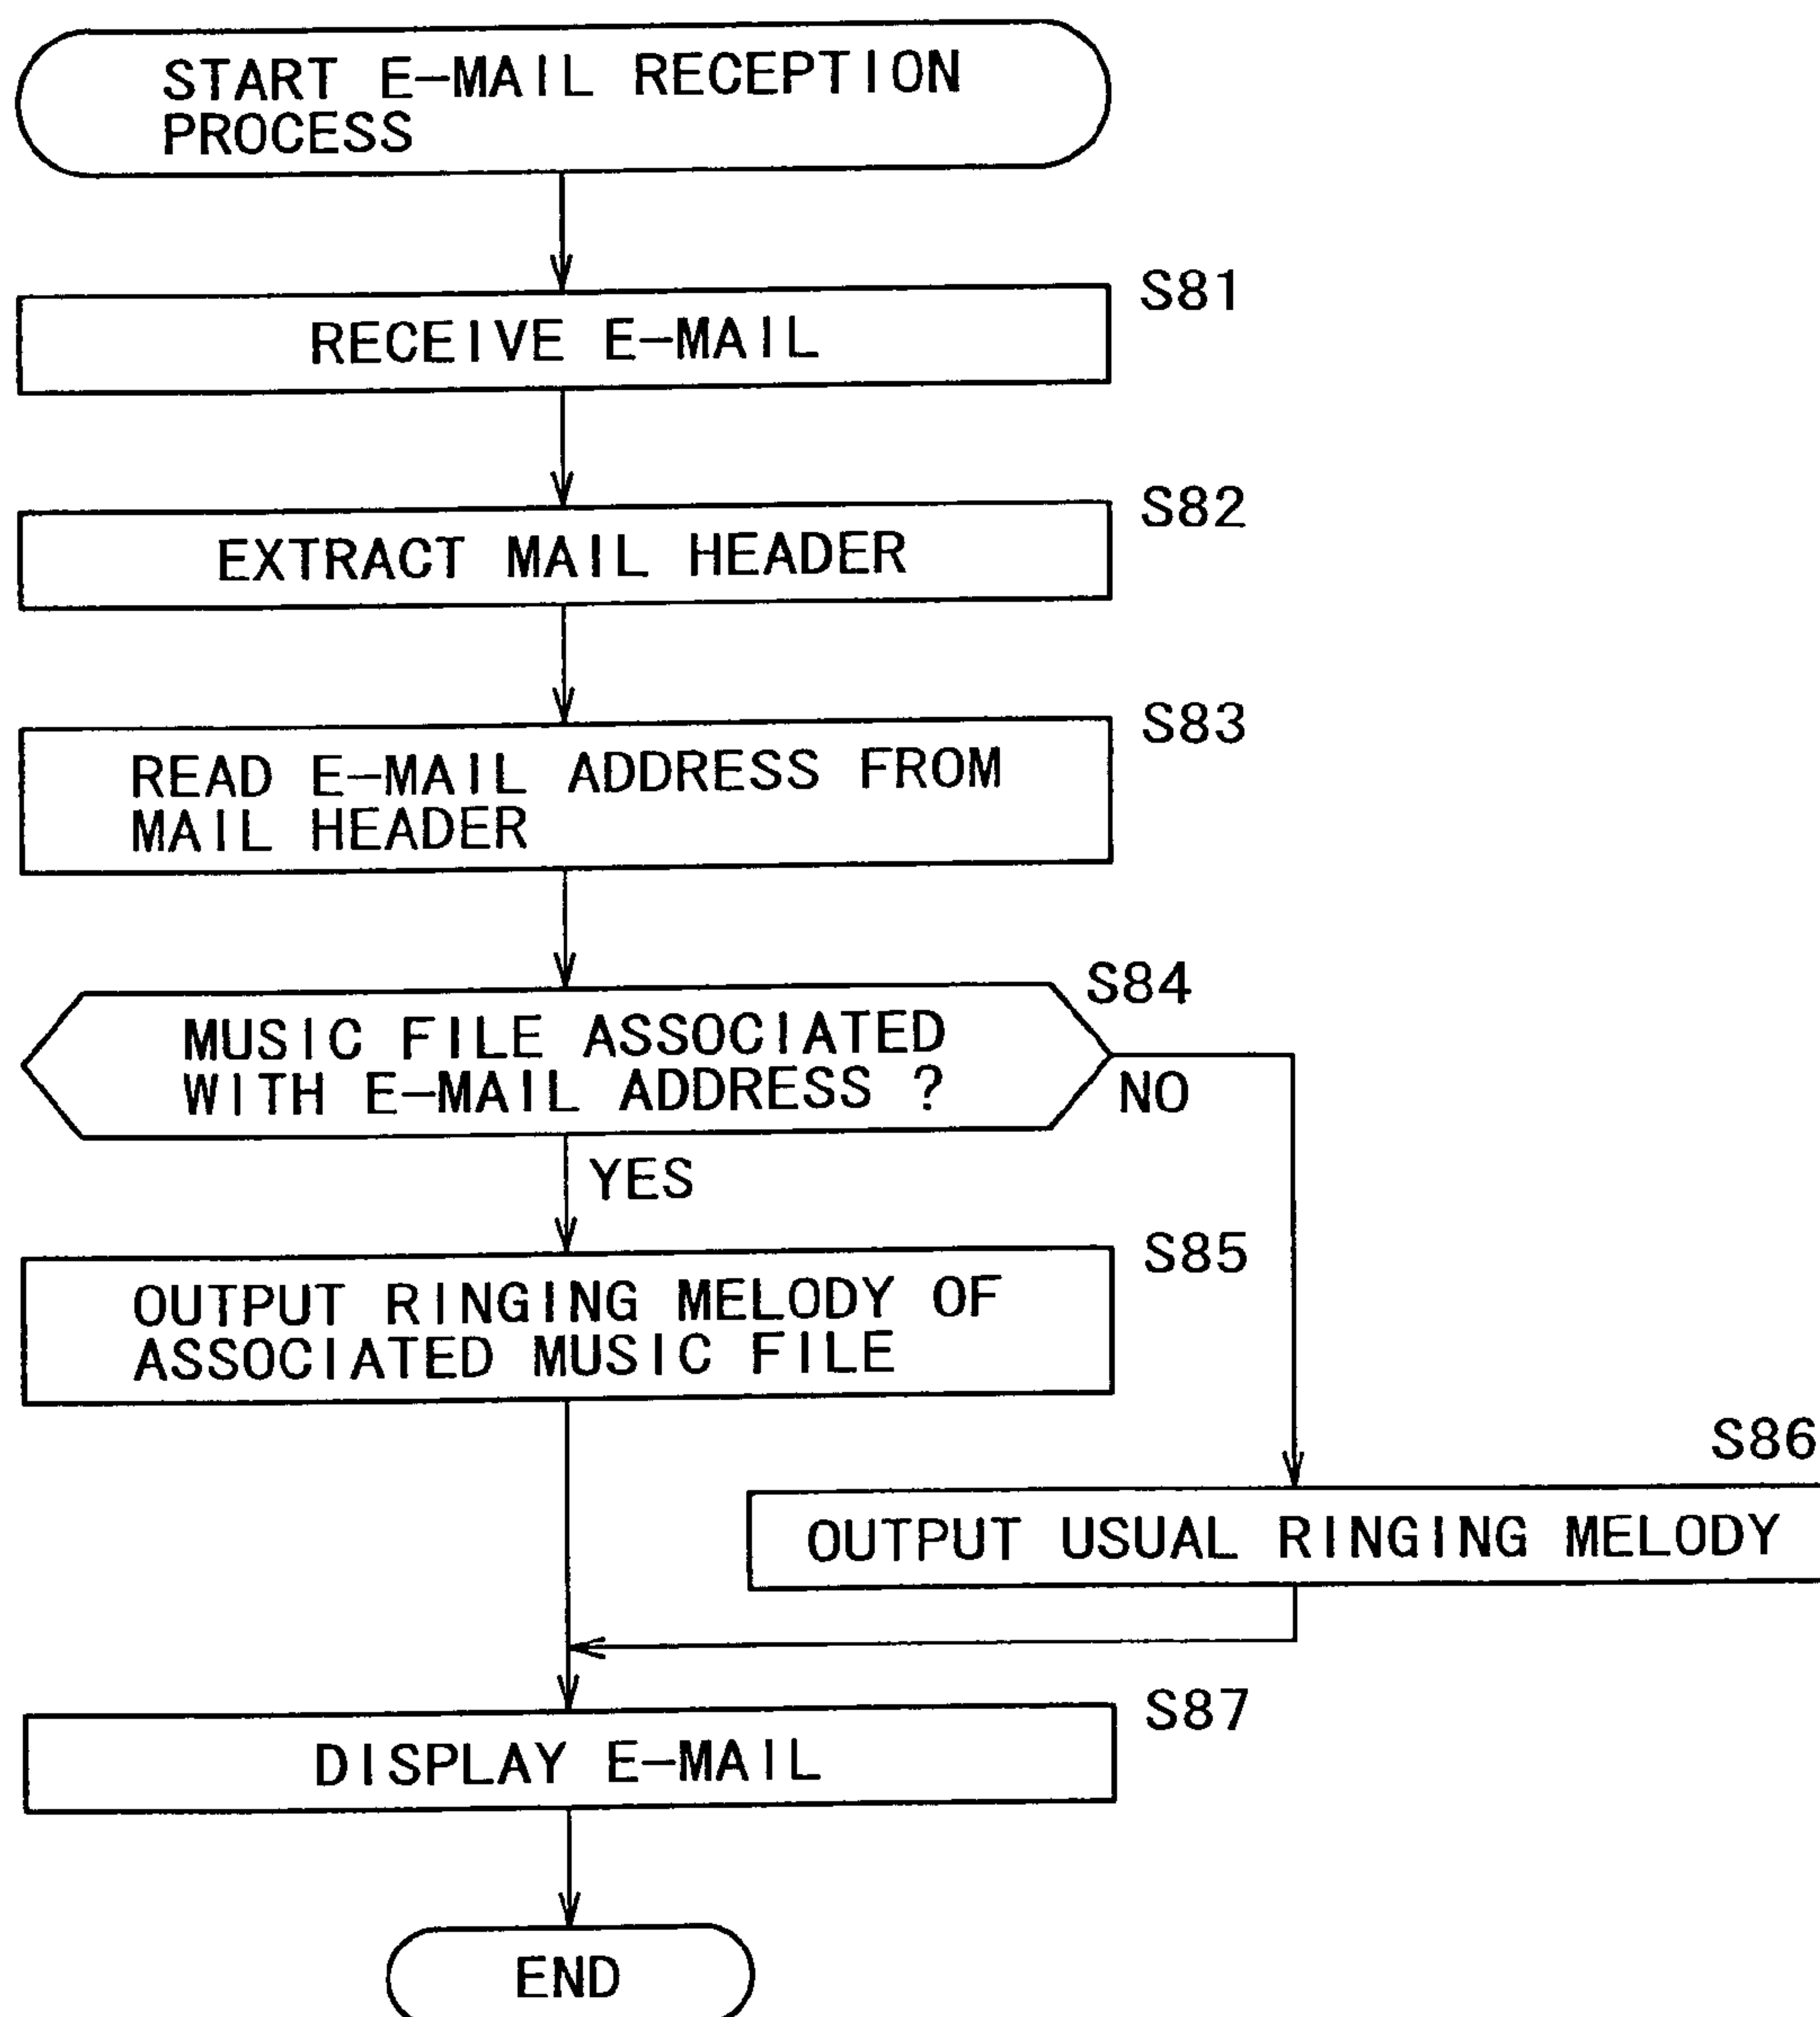 START E-MAIL RECEPTION
PROCESS
S81
RECEIVE E-MAIL
S82
EXTRACT MAIL HEADER
S83
READ E-MAIL ADDRESS FROM
MAIL HEADER
S84
MUSIC FILE ASSOCIATED
WITH E-MAIL ADDRESS ?
NO
YES
S85
OUTPUT RINGING MELODY OF
ASSOCIATED MUSIC FILE
S86
OUTPUT USUAL RINGING MELODY
S87
DISPLAY E-MAIL
END